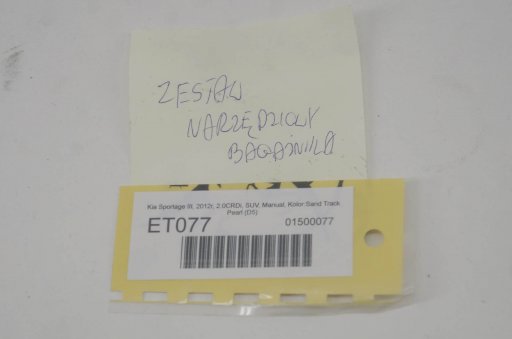 ZESTAW
NARZĘDZIOWY
BAGAŻNIKA
Kia Sportage III, 2012r, 2.0CRDi, SUV, Manual, Kolor:Sand Track
Pearl (D5)
ET077
01500077